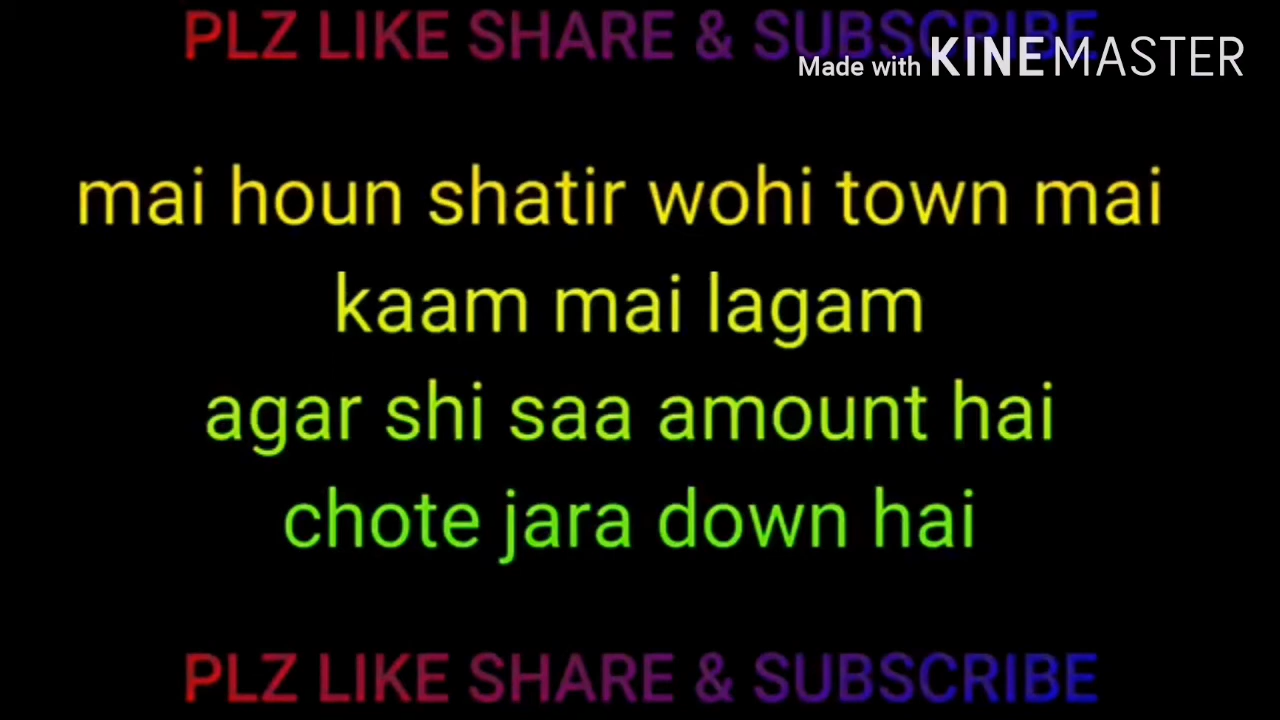 PLZ LIKE SHARE & SUBSCRIBE
Made with KINEMASTER
mai houn shatir wohi town mai
kaam mai lagam
agar shi saa amount hai
chote jara down hai
PLZ LIKE SHARE & SUBSCRIBE